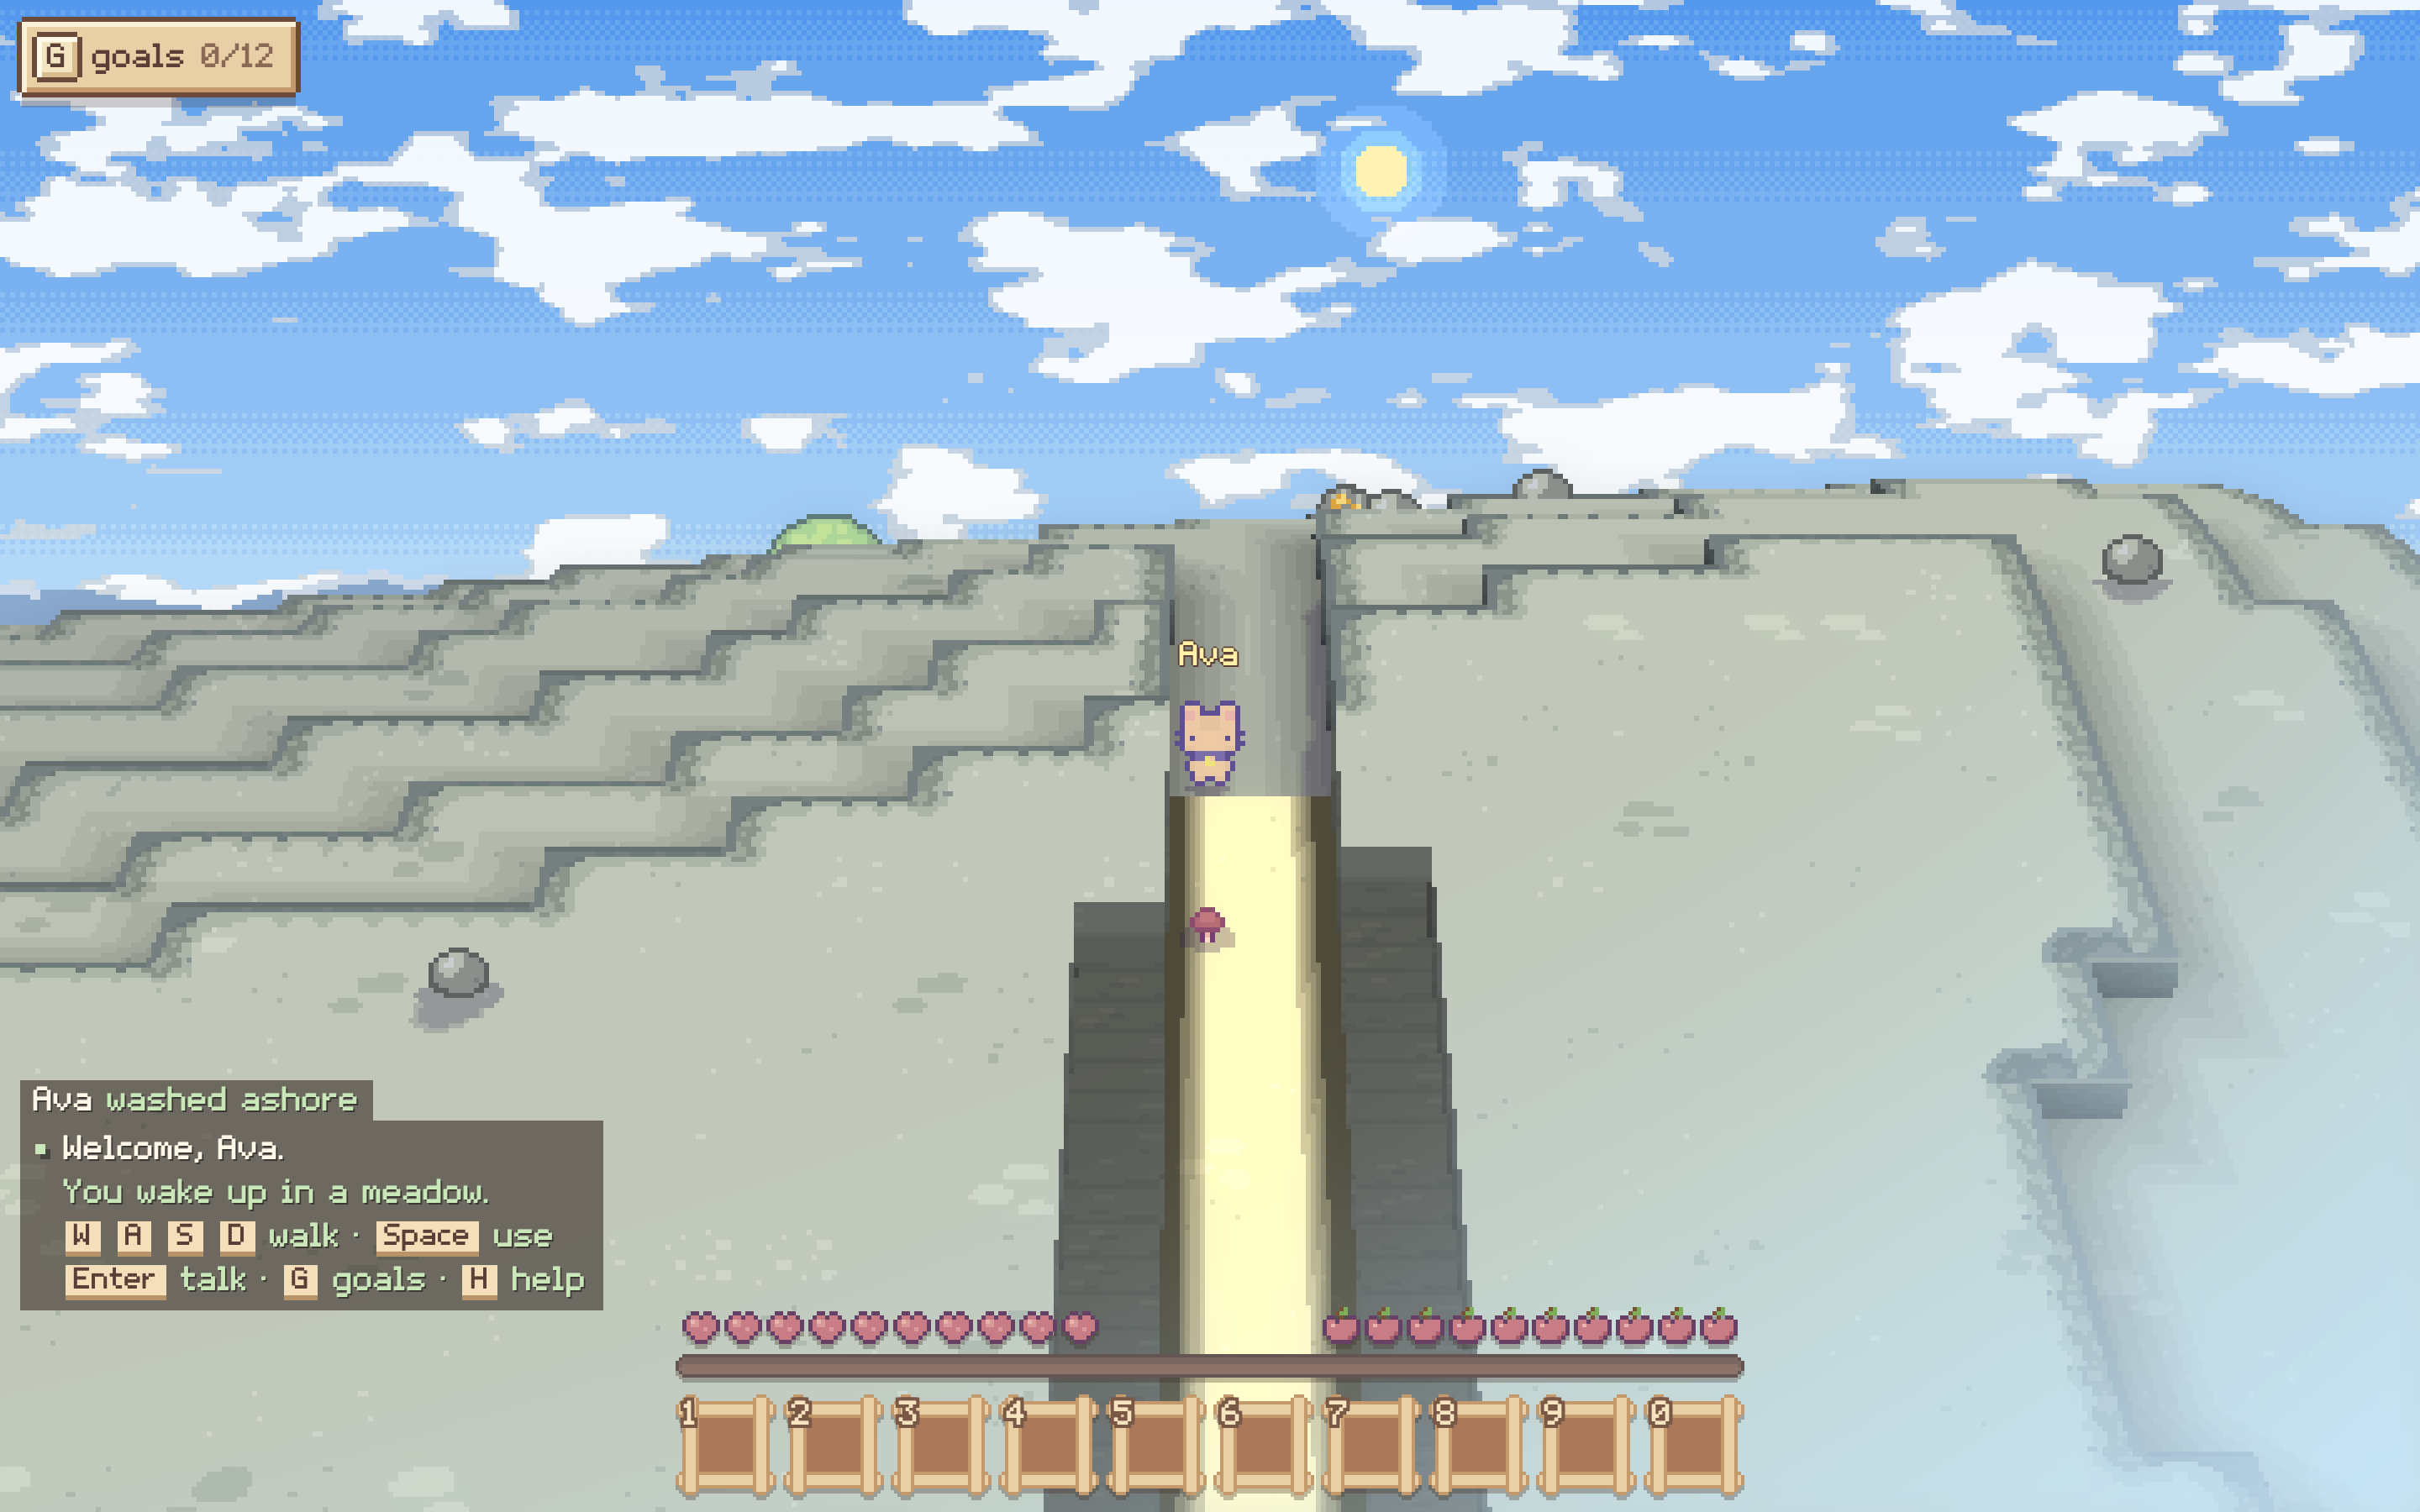 G goals 0/12
Ava
Ava washed ashore
Welcome, Ava.
You wake up in a meadow.
W A S D walk · Space use
Enter talk · G goals · H help
1 2 3 4 5 6 7 8 9 0